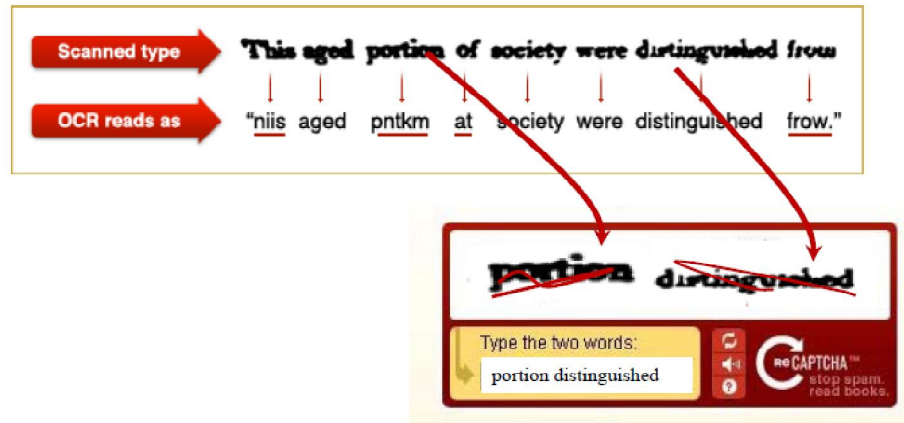 Scanned type This aged portion of society were distinguished from
OCR reads as "niis aged pntkm at society were distinguished frow."
portion distinguished
Type the two words:
portion distinguished
ReCAPTCHA™
stop spam.
read books.